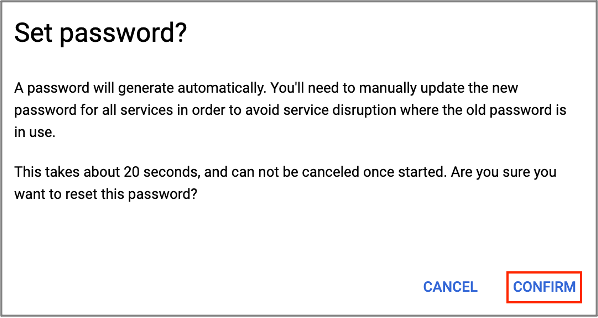 Set password?
A password will generate automatically. You'll need to manually update the new
password for all services in order to avoid service disruption where the old password is
in use.
This takes about 20 seconds, and can not be canceled once started. Are you sure you
want to reset this password?
CANCEL CONFIRM